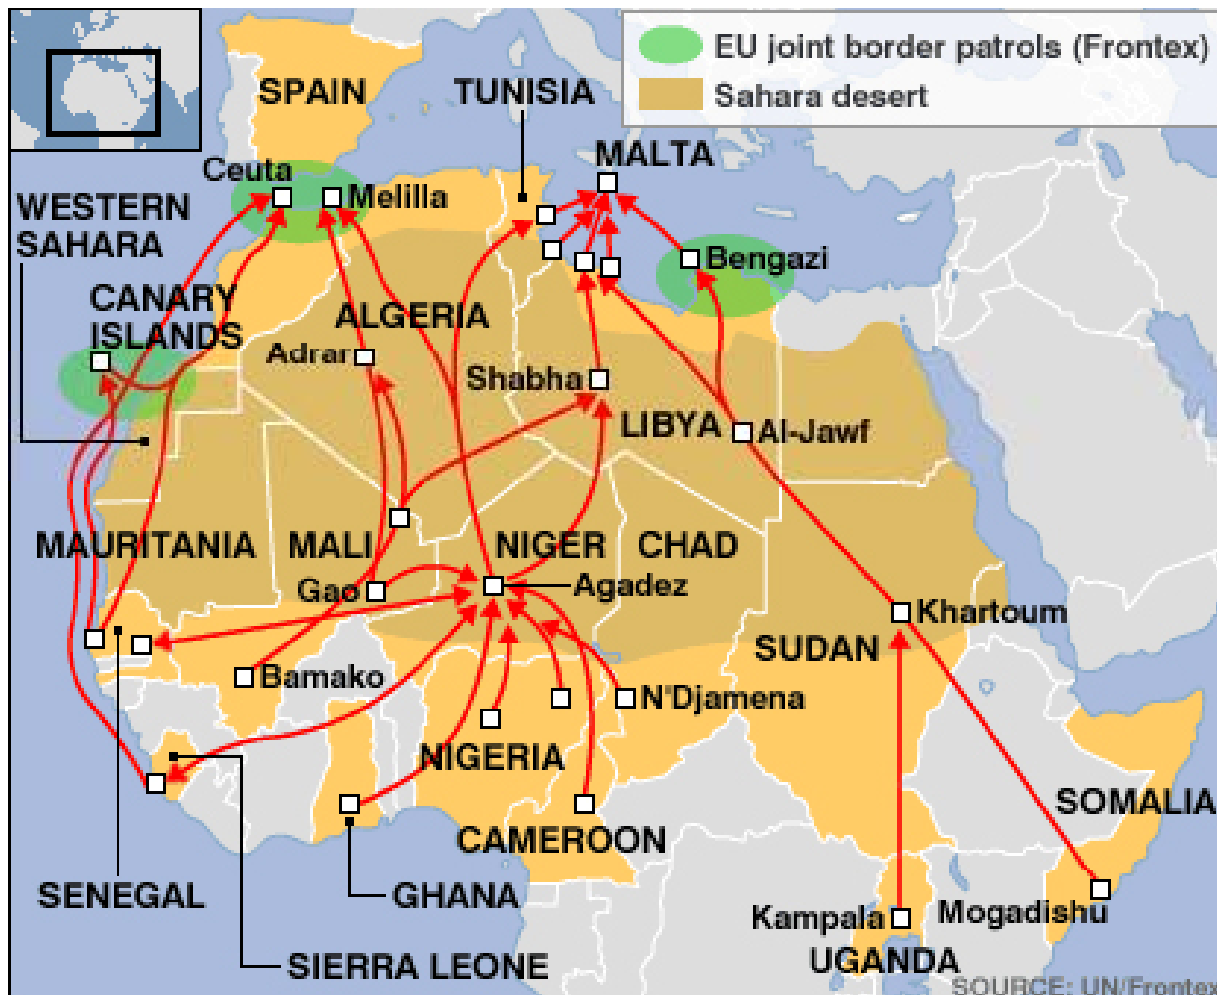 EU joint border patrols (Frontex)
Sahara desert
SPAIN
TUNISIA
MALTA
Ceuta
Melilla
WESTERN
SAHARA
Bengazi
CANARY
ISLANDS
ALGERIA
Adrar
Shabha
LIBYA
Al-Jawf
MAURITANIA
MALI
NIGER
CHAD
Gao
Agadez
Khartoum
SUDAN
Bamako
N'Djamena
NIGERIA
SOMALIA
CAMEROON
SENEGAL
GHANA
Kampala
Mogadishu
UGANDA
SIERRA LEONE
SOURCE: UN/Frontex